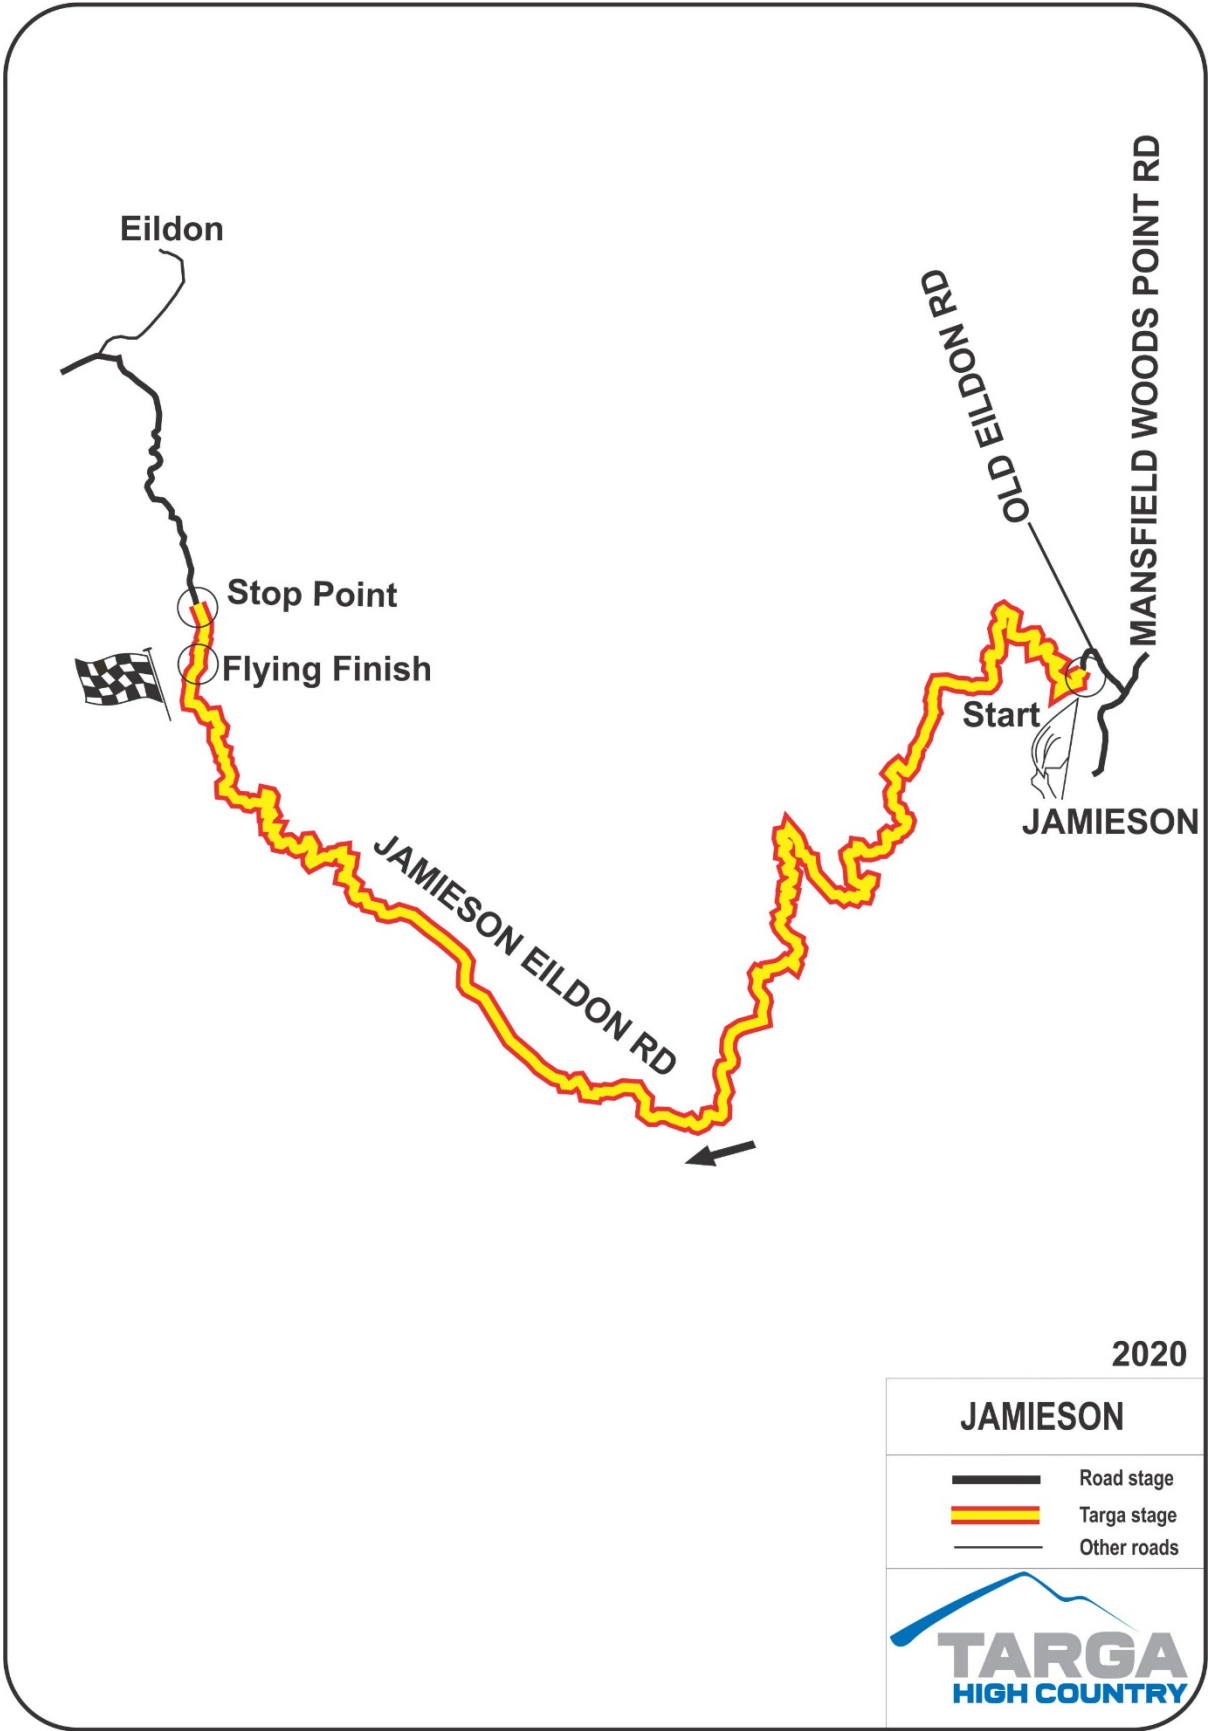 Eildon
OLD EILDON RD
MANSFIELD WOODS POINT RD
Stop Point
Flying Finish
Start
JAMIESON
JAMIESON EILDON RD
2020
JAMIESON
Road stage
Targa stage
Other roads
TARGA
HIGH COUNTRY